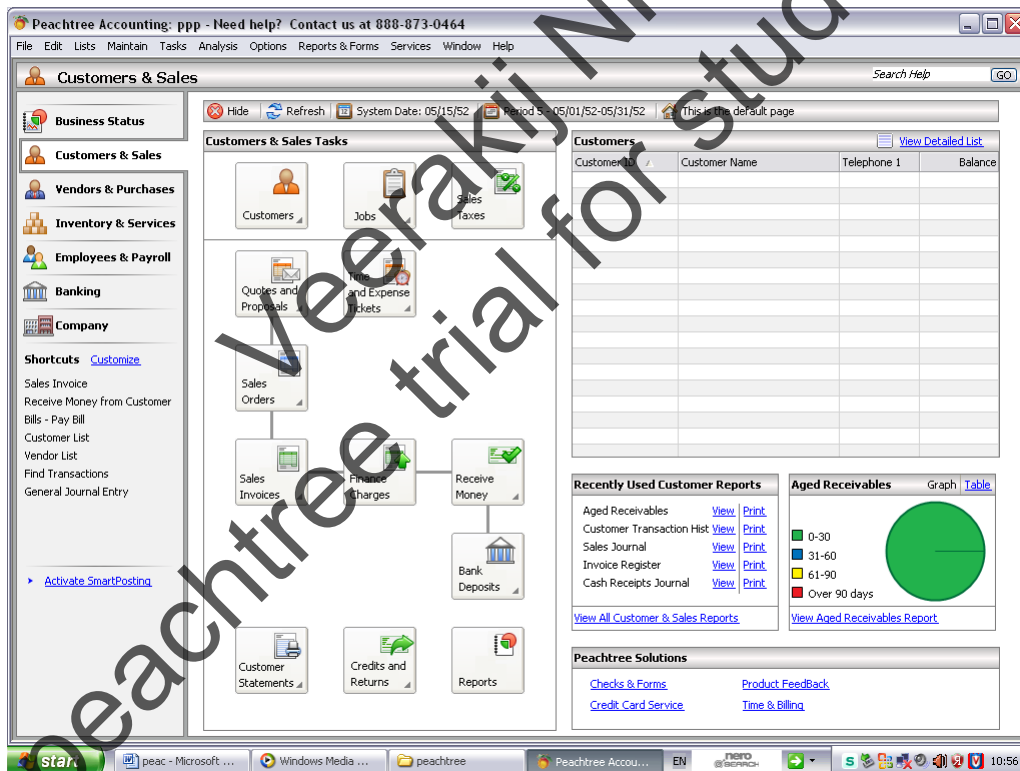 Peachtree Accounting: ppp - Need help? Contact us at 888-873-0464
File Edit Lists Maintain Tasks Analysis Options Reports & Forms Services Window Help
Customers & Sales
Search Help
GO
Business Status
Customers & Sales
Vendors & Purchases
Inventory & Services
Employees & Payroll
Banking
Company
Shortcuts Customize
Sales Invoice
Receive Money from Customer
Bills - Pay Bill
Customer List
Vendor List
Find Transactions
General Journal Entry
Activate SmartPosting
Hide Refresh System Date: 05/15/52 Period 5 - 05/01/52-05/31/52 This is the default page
Customers & Sales Tasks
Customers
Jobs
Sales
Taxes
Quotes and
Proposals
Time
and Expense
Tickets
Sales
Orders
Sales
Invoices
Finance
Charges
Receive
Money
Bank
Deposits
Customer
Statements
Credits and
Returns
Reports
Customers View Detailed List
Customer ID Customer Name Telephone 1 Balance
Recently Used Customer Reports
Aged Receivables View Print
Customer Transaction Hist View Print
Sales Journal View Print
Invoice Register View Print
Cash Receipts Journal View Print
View All Customer & Sales Reports
Aged Receivables Graph Table
0-30
31-60
61-90
Over 90 days
View Aged Receivables Report
Peachtree Solutions
Checks & Forms Product FeedBack
Credit Card Service Time & Billing
start peac - Microsoft ... Windows Media ... peachtree Peachtree Accou... EN nero SEARCH 10:56
Veerakij
peachtree trial for stud